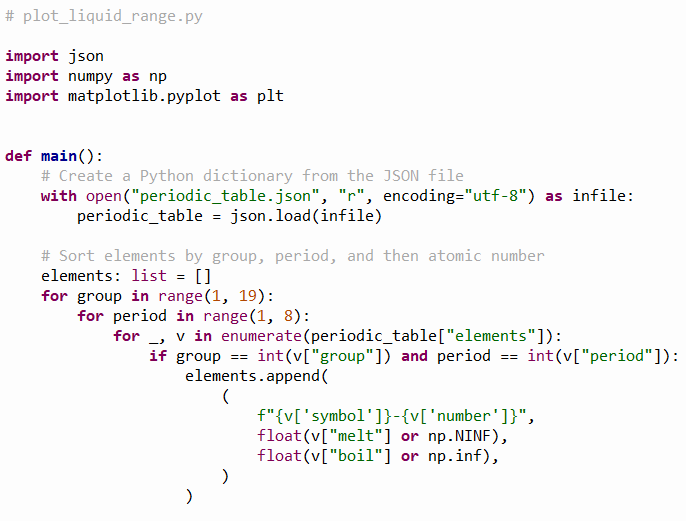 # plot_liquid_range.py

import json
import numpy as np
import matplotlib.pyplot as plt


def main():
    # Create a Python dictionary from the JSON file
    with open("periodic_table.json", "r", encoding="utf-8") as infile:
        periodic_table = json.load(infile)

    # Sort elements by group, period, and then atomic number
    elements: list = []
    for group in range(1, 19):
        for period in range(1, 8):
            for _, v in enumerate(periodic_table["elements"]):
                if group == int(v["group"]) and period == int(v["period"]):
                    elements.append(
                        (
                            f"{v['symbol']}-{v['number']}",
                            float(v["melt"] or np.NINF),
                            float(v["boil"] or np.inf),
                        )
                    )